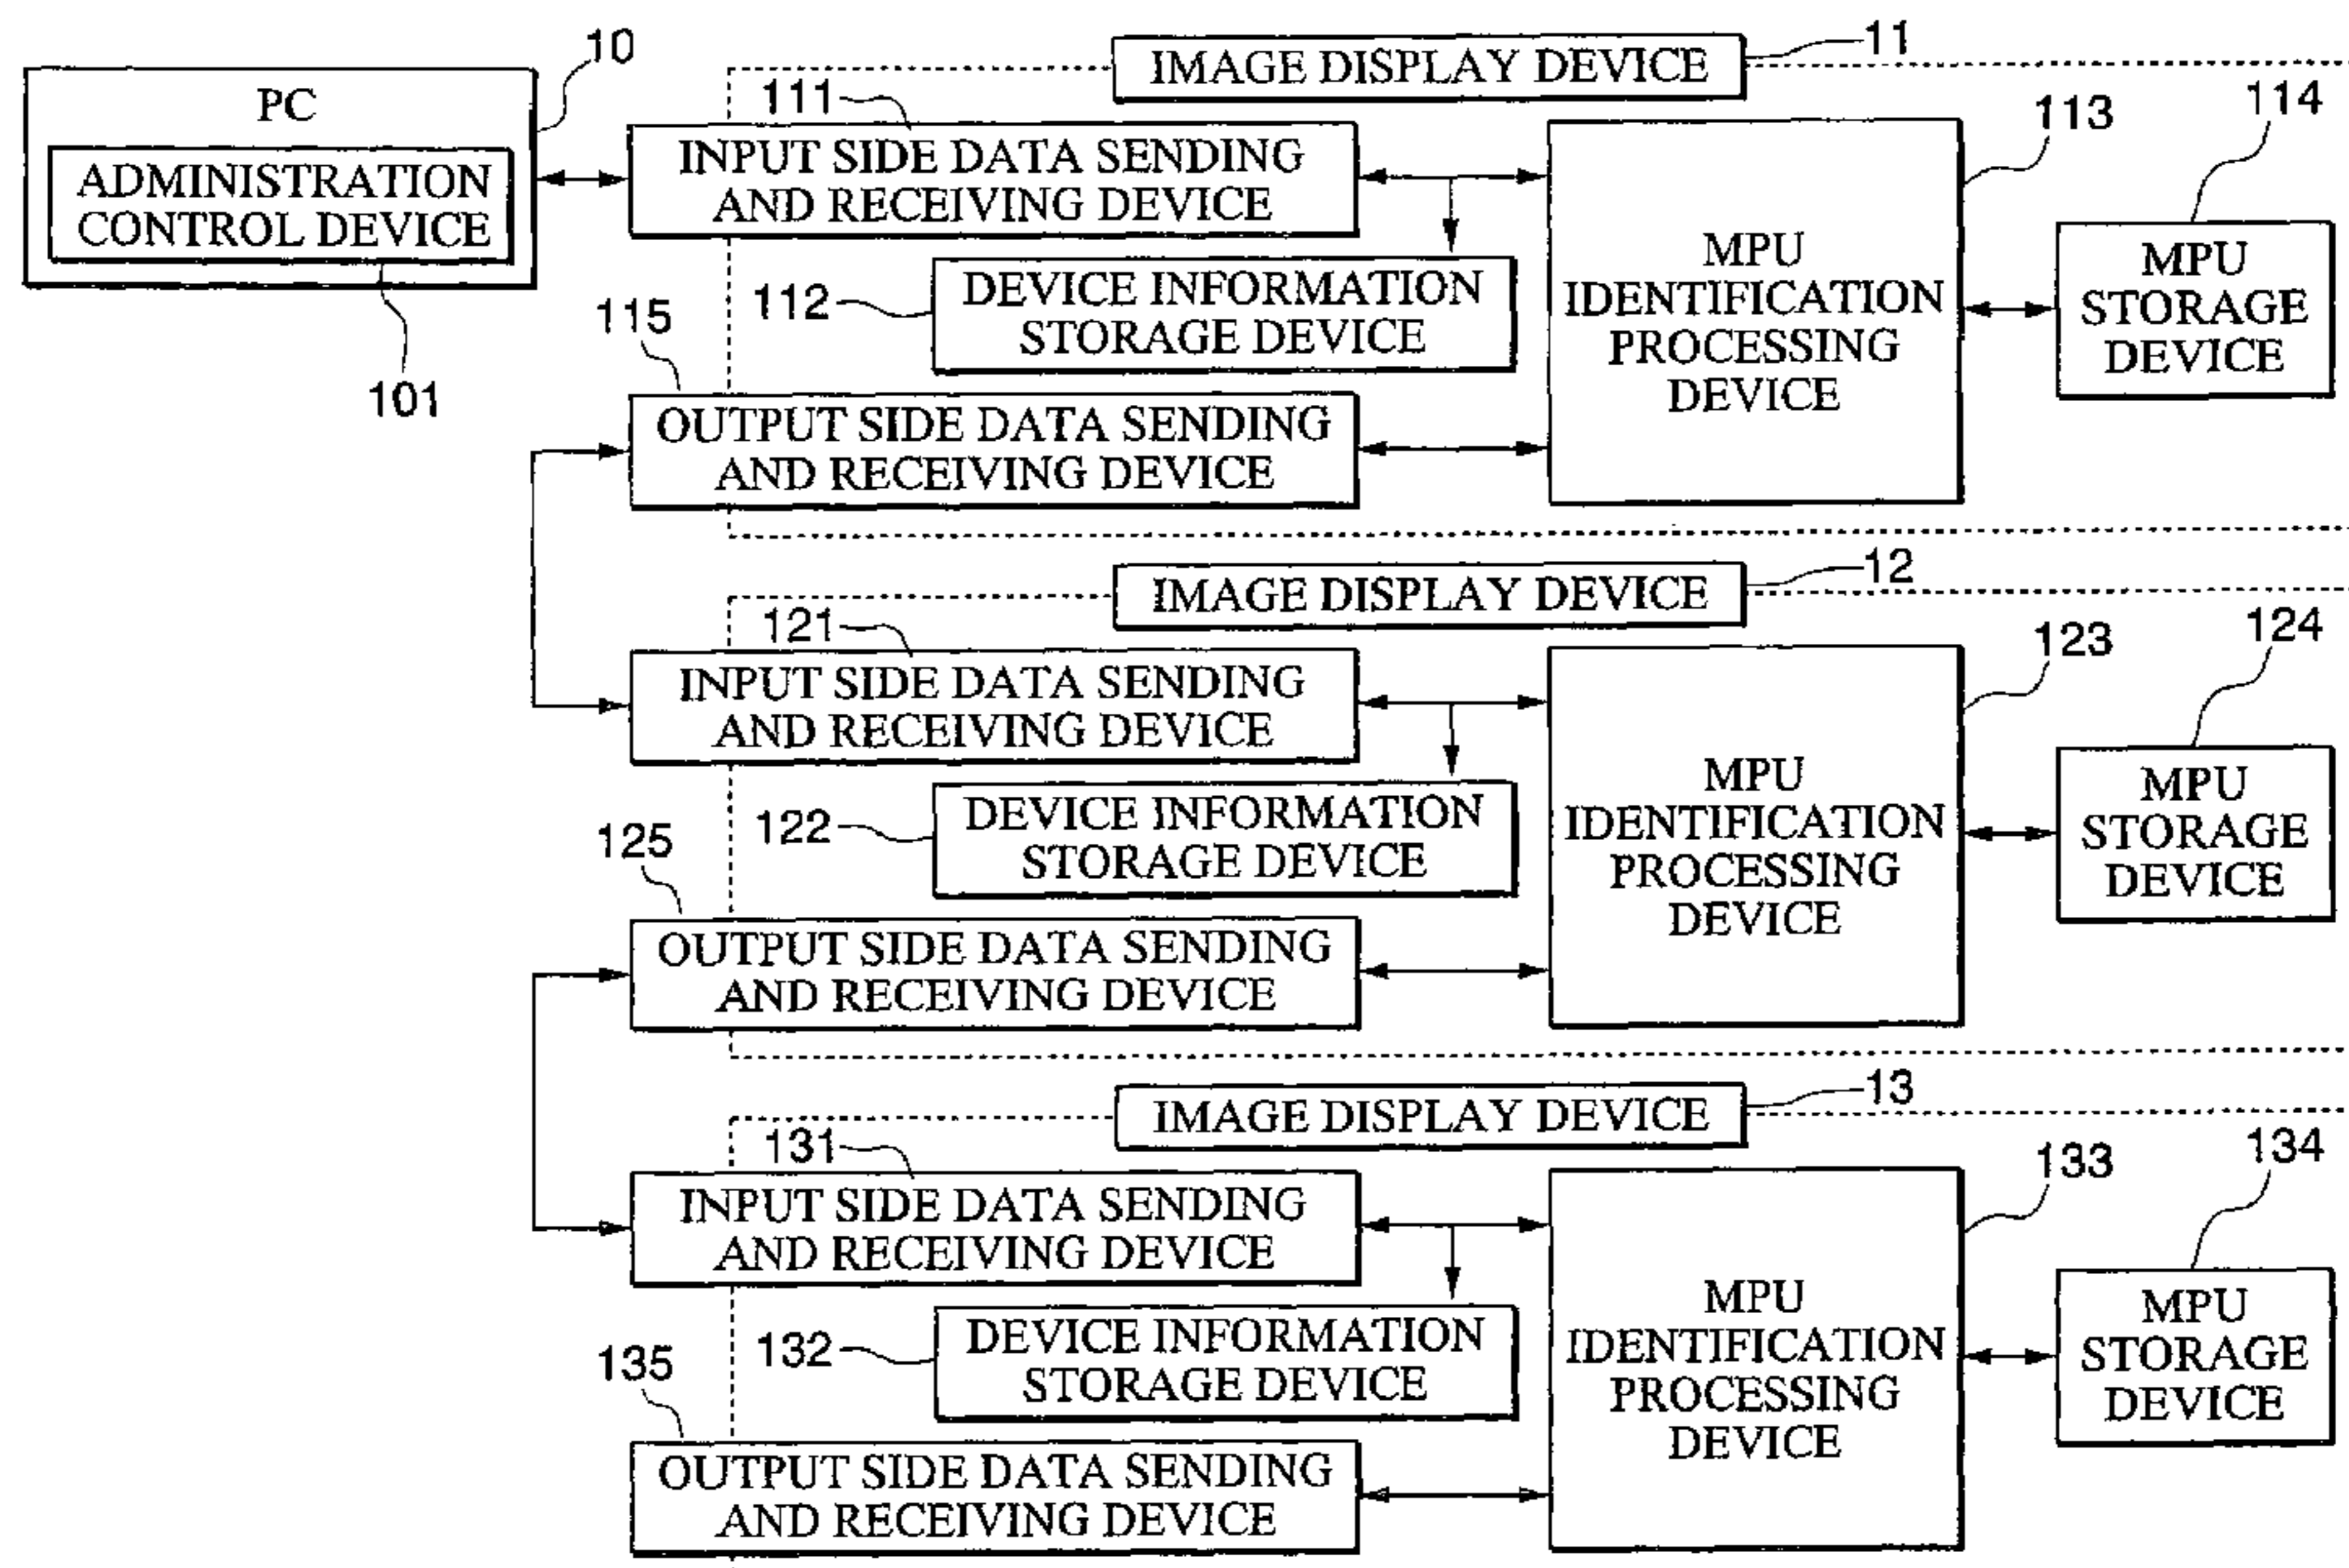 10
PC
ADMINISTRATION
CONTROL DEVICE
101
IMAGE DISPLAY DEVICE
11
111
INPUT SIDE DATA SENDING
AND RECEIVING DEVICE
112
DEVICE INFORMATION
STORAGE DEVICE
115
OUTPUT SIDE DATA SENDING
AND RECEIVING DEVICE
113
MPU
IDENTIFICATION
PROCESSING
DEVICE
114
MPU
STORAGE
DEVICE
IMAGE DISPLAY DEVICE
12
121
INPUT SIDE DATA SENDING
AND RECEIVING DEVICE
122
DEVICE INFORMATION
STORAGE DEVICE
125
OUTPUT SIDE DATA SENDING
AND RECEIVING DEVICE
123
MPU
IDENTIFICATION
PROCESSING
DEVICE
124
MPU
STORAGE
DEVICE
IMAGE DISPLAY DEVICE
13
131
INPUT SIDE DATA SENDING
AND RECEIVING DEVICE
132
DEVICE INFORMATION
STORAGE DEVICE
135
OUTPUT SIDE DATA SENDING
AND RECEIVING DEVICE
133
MPU
IDENTIFICATION
PROCESSING
DEVICE
134
MPU
STORAGE
DEVICE